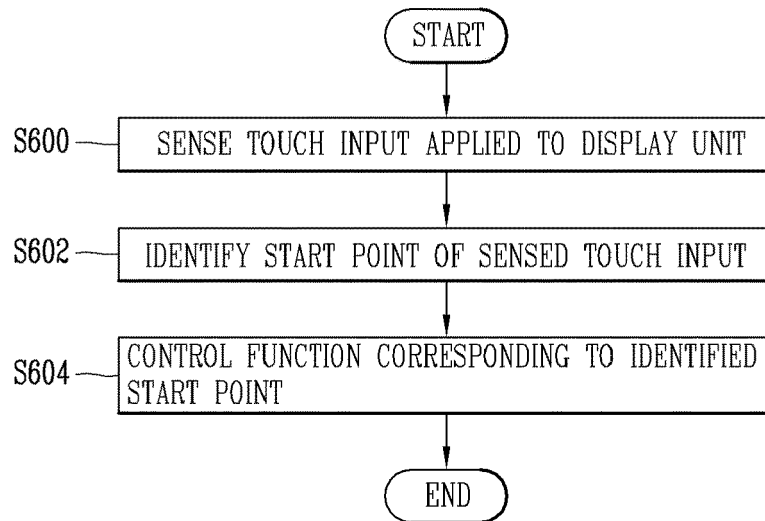 START
S600
SENSE TOUCH INPUT APPLIED TO DISPLAY UNIT
S602
IDENTIFY START POINT OF SENSED TOUCH INPUT
S604
CONTROL FUNCTION CORRESPONDING TO IDENTIFIED
START POINT
END